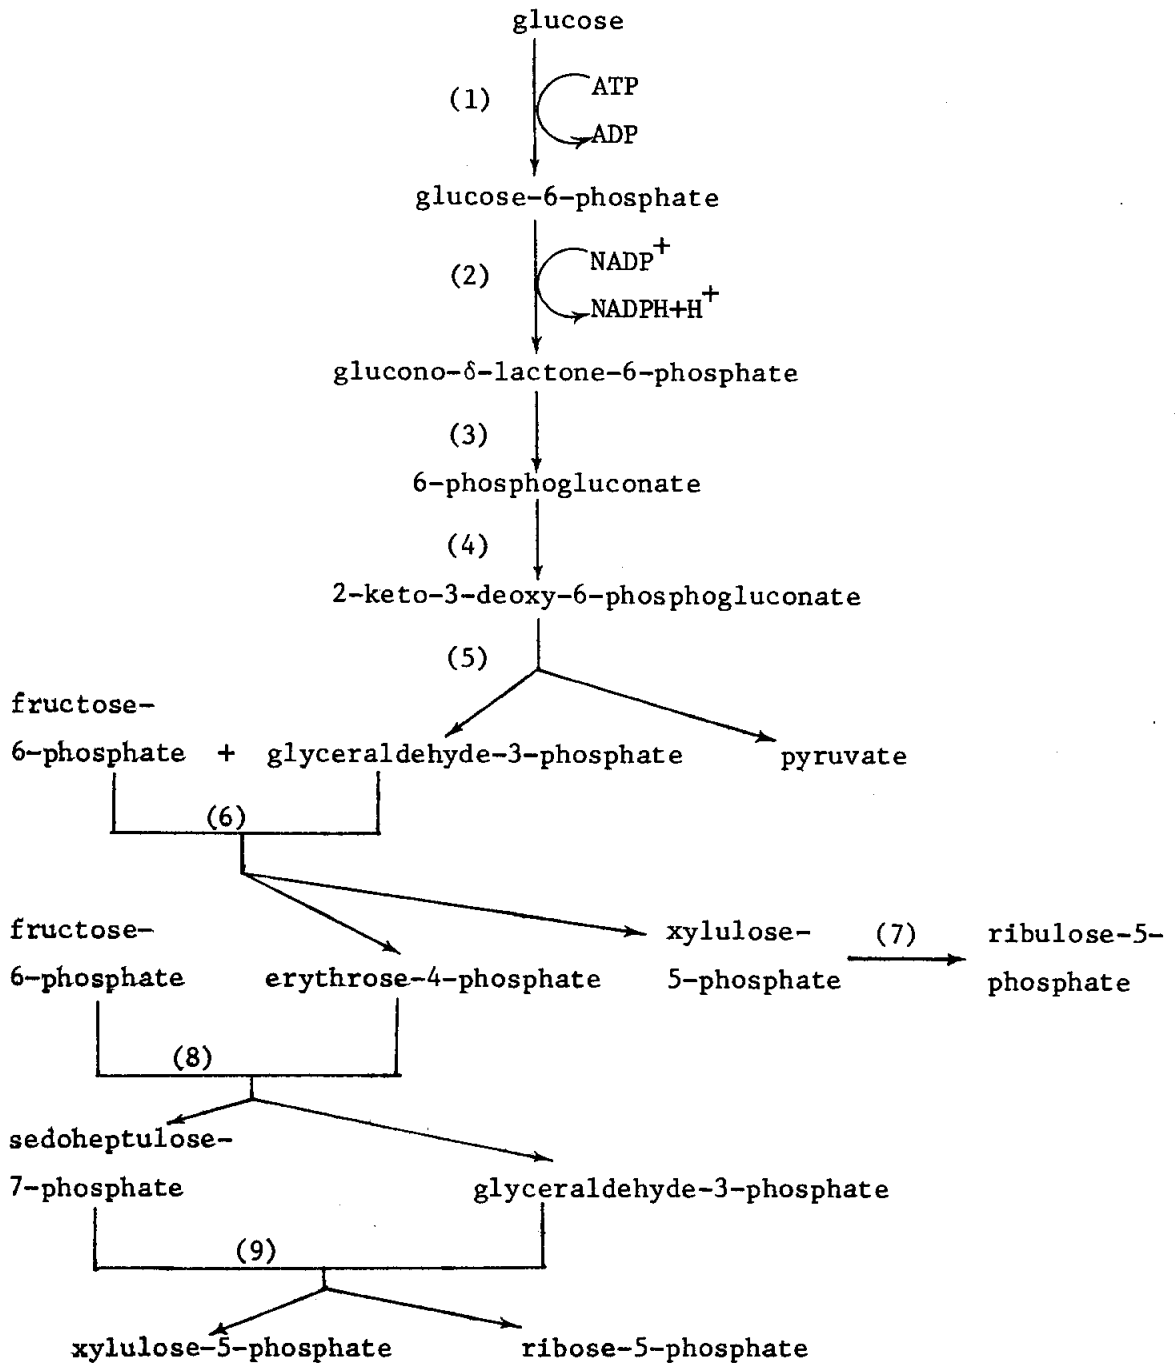 glucose
(1)
ATP
ADP
glucose-6-phosphate
(2)
NADP+
NADPH+H+
glucono-δ-lactone-6-phosphate
(3)
6-phosphogluconate
(4)
2-keto-3-deoxy-6-phosphogluconate
(5)
fructose-
6-phosphate + glyceraldehyde-3-phosphate
pyruvate
(6)
fructose-
6-phosphate
erythrose-4-phosphate
xylulose-
5-phosphate
(7)
ribulose-5-
phosphate
(8)
sedoheptulose-
7-phosphate
glyceraldehyde-3-phosphate
(9)
xylulose-5-phosphate
ribose-5-phosphate